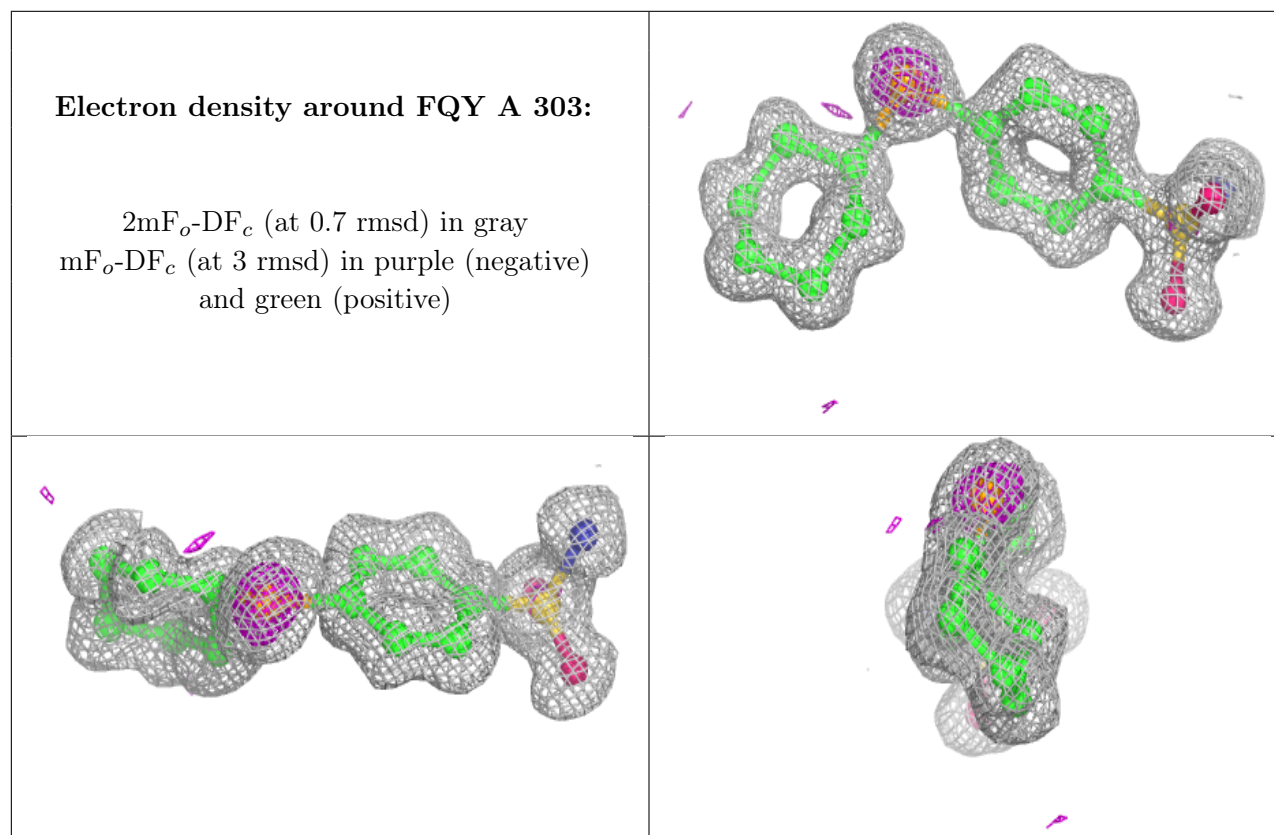 Electron density around FQY A 303:
2mFo-DFc (at 0.7 rmsd) in gray
mFo-DFc (at 3 rmsd) in purple (negative)
and green (positive)